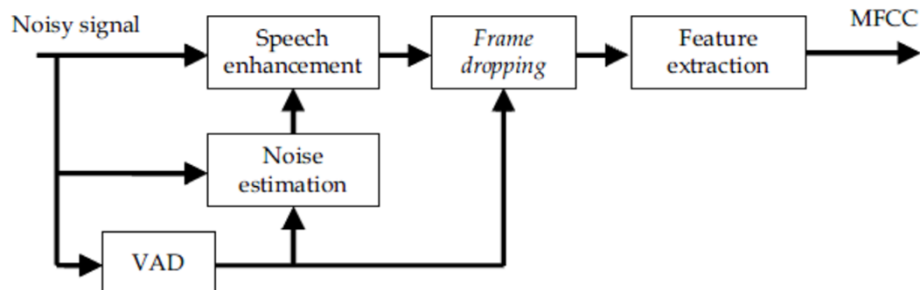 Noisy signal
Speech
enhancement
Frame
dropping
Feature
extraction
MFCC
Noise
estimation
VAD